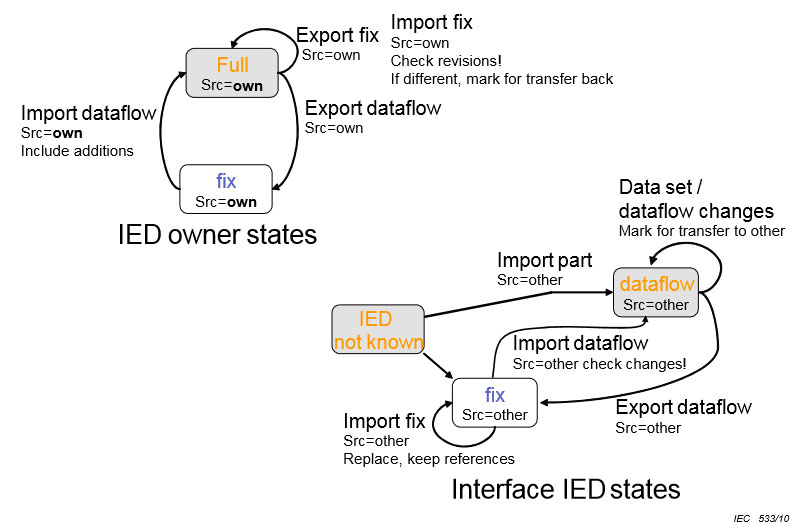 Export fix
Src=own
Import fix
Src=own
Check revisions!
If different, mark for transfer back
Full
Src=own
Import dataflow
Src=own
Include additions
Export dataflow
Src=own
fix
Src=own
IED owner states
Data set /
dataflow changes
Mark for transfer to other
Import part
Src=other
dataflow
Src=other
IED
not known
Import dataflow
Src=other check changes!
fix
Src=other
Import fix
Src=other
Replace, keep references
Export dataflow
Src=other
Interface IED states
IEC 533/10